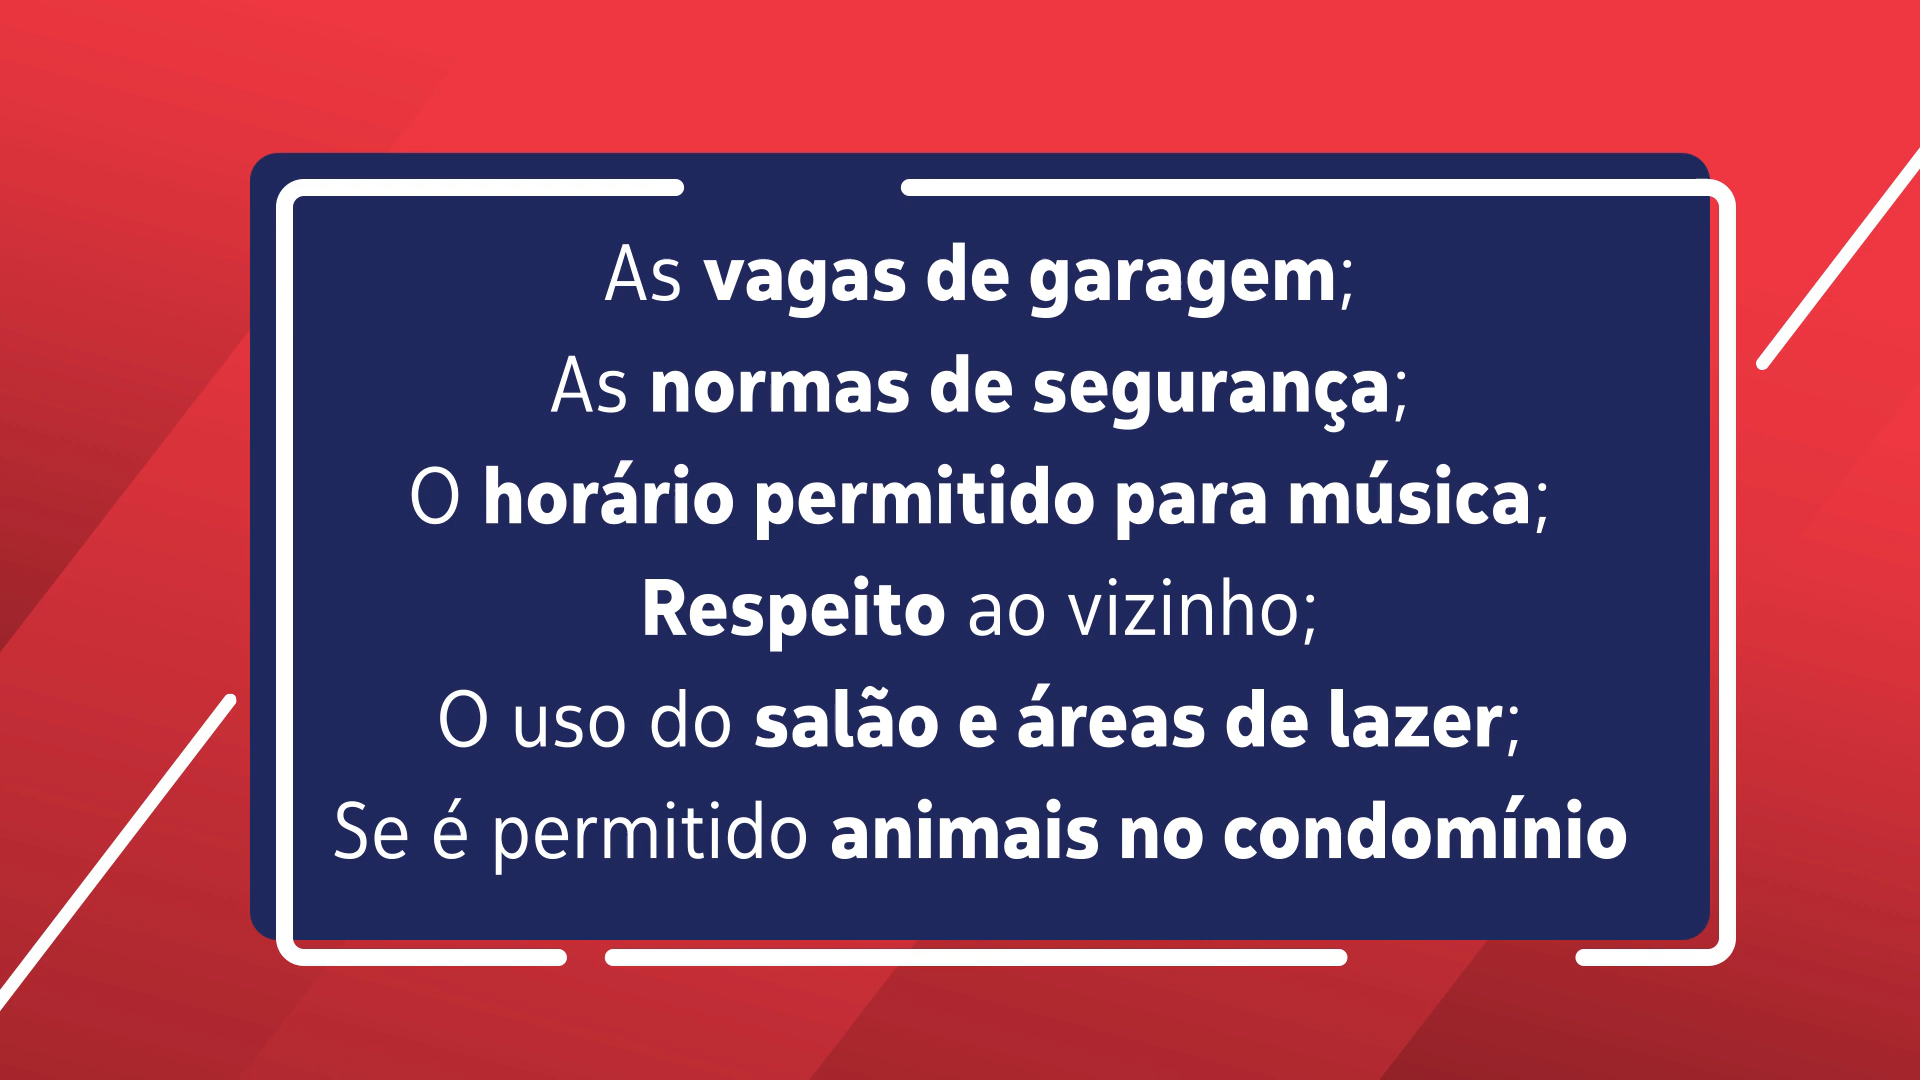 As vagas de garagem;
As normas de segurança;
O horário permitido para música;
Respeito ao vizinho;
O uso do salão e áreas de lazer;
Se é permitido animais no condomínio